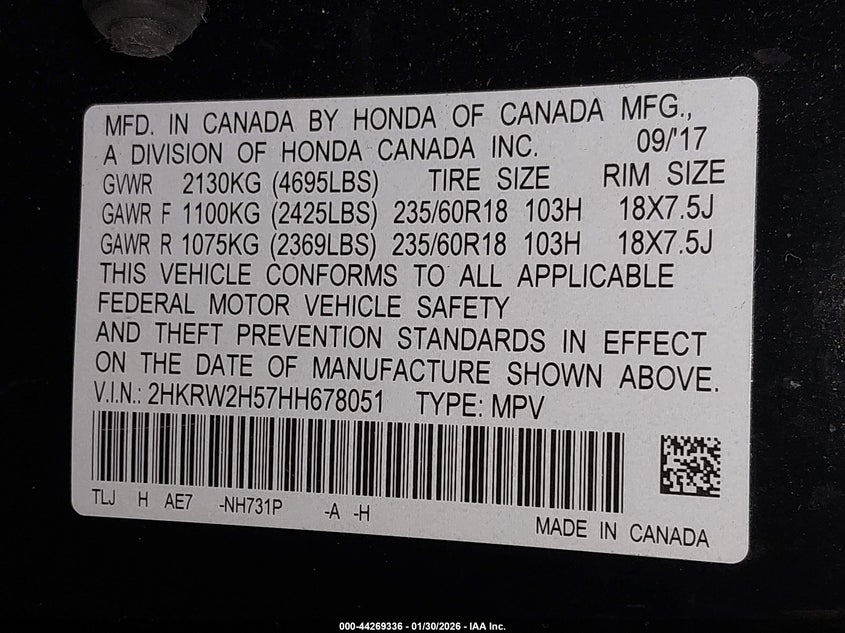 MFD. IN CANADA BY HONDA OF CANADA MFG.,
A DIVISION OF HONDA CANADA INC. 09/'17
GVWR 2130KG (4695LBS) TIRE SIZE RIM SIZE
GAWR F 1100KG (2425LBS) 235/60R18 103H 18X7.5J
GAWR R 1075KG (2369LBS) 235/60R18 103H 18X7.5J
THIS VEHICLE CONFORMS TO ALL APPLICABLE
FEDERAL MOTOR VEHICLE SAFETY
AND THEFT PREVENTION STANDARDS IN EFFECT
ON THE DATE OF MANUFACTURE SHOWN ABOVE.
V.I.N.: 2HKRW2H57HH678051 TYPE: MPV
TLJ H AE7 -NH731P -A -H
MADE IN CANADA
000-44269336 - 01/30/2026 - IAA Inc.